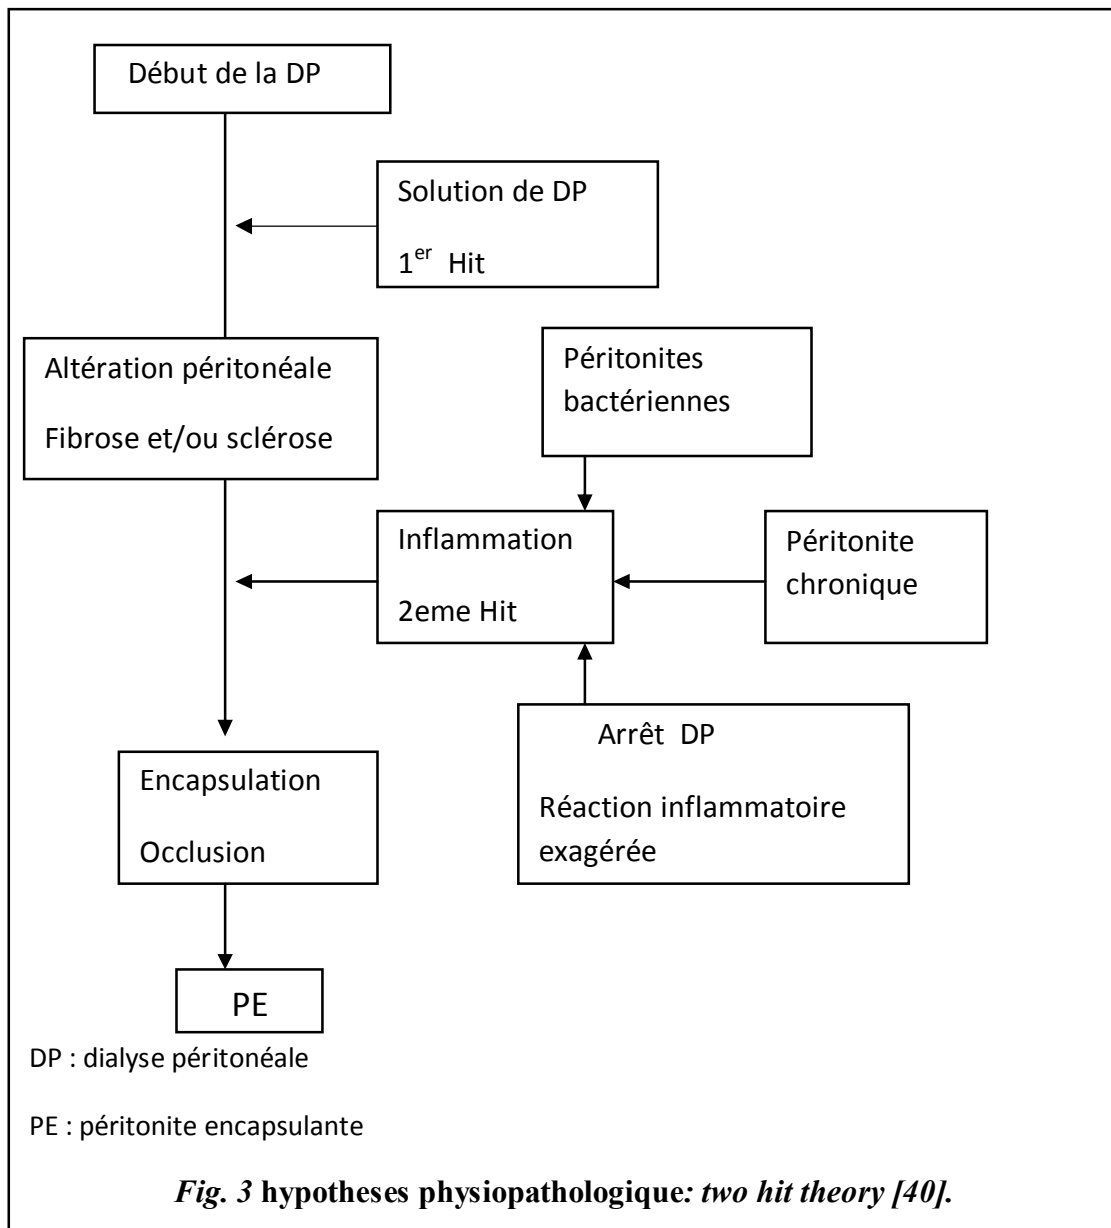 Début de la DP
Solution de DP
1er Hit
Altération péritonéale
Fibrose et/ou sclérose
Péritonites
bactériennes
Inflammation
2eme Hit
Péritonite
chronique
Arrêt DP
Réaction inflammatoire
exagérée
Encapsulation
Occlusion
PE
DP : dialyse péritonéale
PE : péritonite encapsulante
Fig. 3 hypotheses physiopathologique: two hit theory [40].